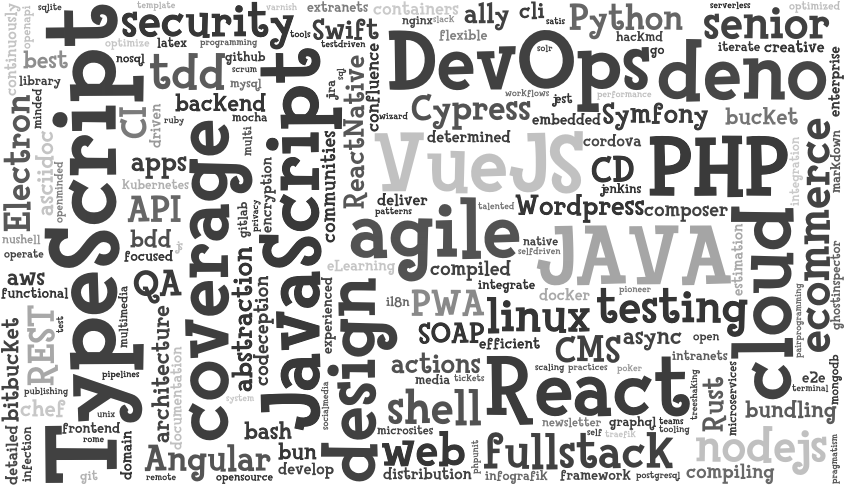 continuously
openapi
sqlite
best
library
Electron
minded
asciidoc
openminded
nushell
operate
aws
functional
REST
test
bitbucket
detailed
publishing
chef
unix
frontend
rome
infection
git
TypeScript
template
security
tools
optimize
latex
programming
nosql
tdd
github
scrum
mysql
CI
driven
ruby
backend
mocha
multi
apps
kubernetes
API
bdd
focused
jr
QA
multimedia
pipelines
architecture
documentation
domain
Angular
remote
opensource
coverage
gitlab
privacy
encryption
abstraction
codeception
system
bash
bun
develop
JavaScript
varnish
extranets
Swift
testdriven
jira
sql
ReactNative
confluence
communities
experienced
socialmedia
design
containers
nginx
slack
ally
cli
satis
flexible
Python
hackmd
go
serverless
senior
optimized
iterate
creative
DevOps
solr
deno
enterprise
workflows
performance
wizard
Cypress
jest
embedded
Symfony
bucket
determined
VueJS
cordova
CD
jenkins
PHP
integration
markdown
deliver
patterns
talented
Wordpress
composer
agile
native
selfdriven
JAVA
estimation
cloud
ecommerce
ghostinspector
eLearning
compiled
integrate
docker
pioneer
i18n
PWA
linux
testing
SOAP
efficient
CMS
async
open
pairprogramming
intranets
actions
media
tickets
scaling
practices
poker
React
treeshaking
Rust
microservices
e2e
terminal
mongodb
bundling
shell
microsites
newsletter
graphql
teams
tooling
self
traefik
web
phpunit
fullstack
nodejs
distribution
infografik
framework
postgresql
compiling
pragmatism